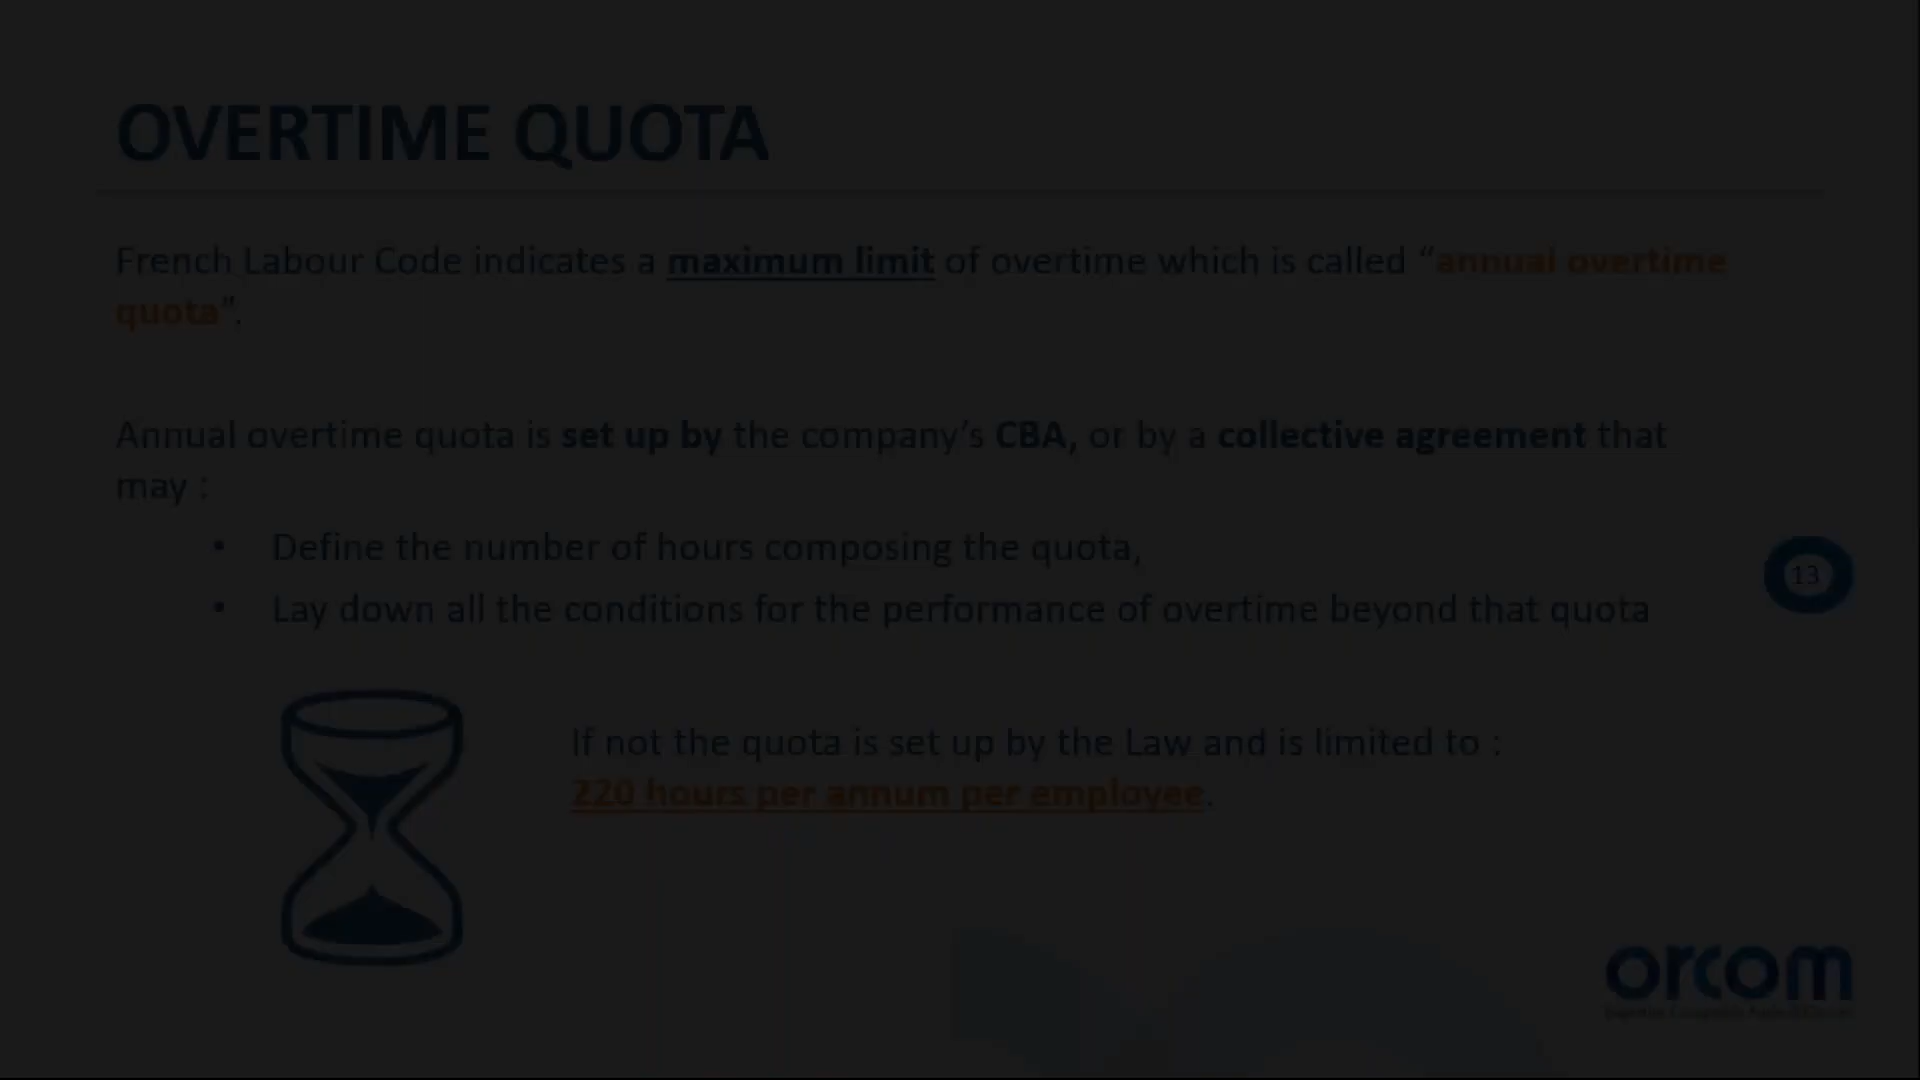 OVERTIME QUOTA
French Labour Code indicates a maximum limit of overtime which is called “annual overtime
quota”.
Annual overtime quota is set up by the company’s CBA, or by a collective agreement that
may :
• Define the number of hours composing the quota,
• Lay down all the conditions for the performance of overtime beyond that quota
13
If not the quota is set up by the Law and is limited to :
220 hours per annum per employee.
orcom